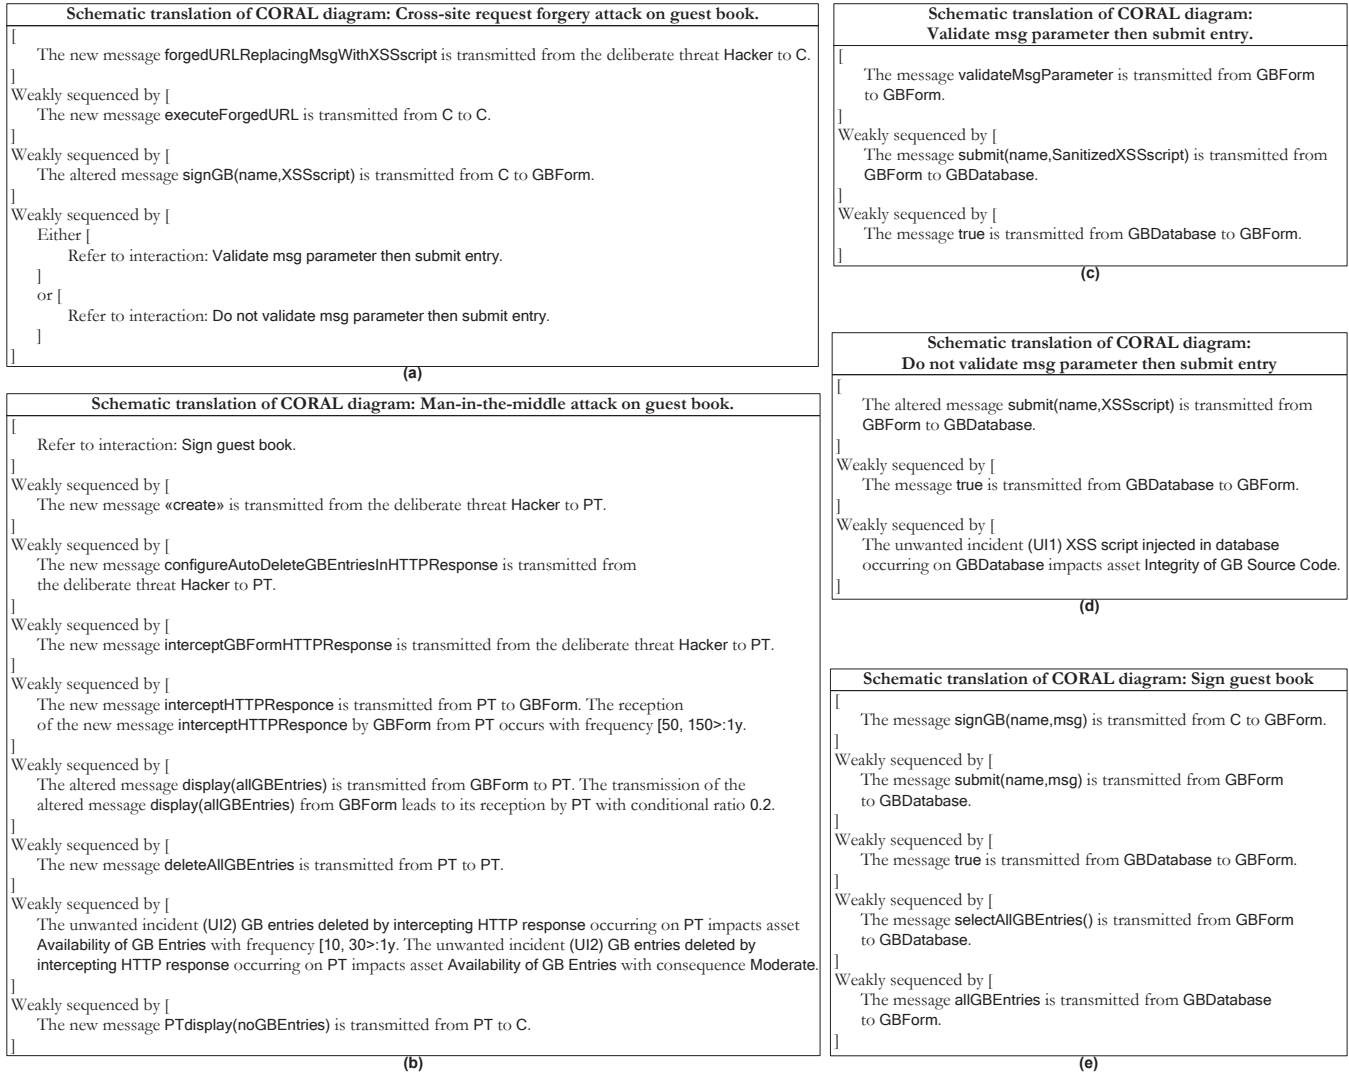 Schematic translation of CORAL diagram: Cross-site request forgery attack on guest book.
[
The new message forgedURLReplacingMsgWithXSSscript is transmitted from the deliberate threat Hacker to C.
]
Weakly sequenced by [
The new message executeForgedURL is transmitted from C to C.
]
Weakly sequenced by [
The altered message signGB(name,XSSscript) is transmitted from C to GBForm.
]
Weakly sequenced by [
Either [
Refer to interaction: Validate msg parameter then submit entry.
]
or [
Refer to interaction: Do not validate msg parameter then submit entry.
]
]
(a)
Schematic translation of CORAL diagram: Man-in-the-middle attack on guest book.
[
Refer to interaction: Sign guest book.
]
Weakly sequenced by [
The new message «create» is transmitted from the deliberate threat Hacker to PT.
]
Weakly sequenced by [
The new message configureAutoDeleteGBEntriesInHTTPResponse is transmitted from
the deliberate threat Hacker to PT.
]
Weakly sequenced by [
The new message interceptGBFormHTTPResponse is transmitted from the deliberate threat Hacker to PT.
]
Weakly sequenced by [
The new message interceptHTTPResponce is transmitted from PT to GBForm. The reception
of the new message interceptHTTPResponce by GBForm from PT occurs with frequency [50, 150>:1y.
]
Weakly sequenced by [
The altered message display(allGBEntries) is transmitted from GBForm to PT. The transmission of the
altered message display(allGBEntries) from GBForm leads to its reception by PT with conditional ratio 0.2.
]
Weakly sequenced by [
The new message deleteAllGBEntries is transmitted from PT to PT.
]
Weakly sequenced by [
The unwanted incident (UI2) GB entries deleted by intercepting HTTP response occurring on PT impacts asset
Availability of GB Entries with frequency [10, 30>:1y. The unwanted incident (UI2) GB entries deleted by
intercepting HTTP response occurring on PT impacts asset Availability of GB Entries with consequence Moderate.
]
Weakly sequenced by [
The new message PTdisplay(noGBEntries) is transmitted from PT to C.
]
(b)
Schematic translation of CORAL diagram:
Validate msg parameter then submit entry.
[
The message validateMsgParameter is transmitted from GBForm
to GBForm.
]
Weakly sequenced by [
The message submit(name,SanitizedXSSscript) is transmitted from
GBForm to GBDatabase.
]
Weakly sequenced by [
The message true is transmitted from GBDatabase to GBForm.
]
(c)
Schematic translation of CORAL diagram:
Do not validate msg parameter then submit entry
[
The altered message submit(name,XSSscript) is transmitted from
GBForm to GBDatabase.
]
Weakly sequenced by [
The message true is transmitted from GBDatabase to GBForm.
]
Weakly sequenced by [
The unwanted incident (UI1) XSS script injected in database
occurring on GBDatabase impacts asset Integrity of GB Source Code.
]
(d)
Schematic translation of CORAL diagram: Sign guest book
[
The message signGB(name,msg) is transmitted from C to GBForm.
]
Weakly sequenced by [
The message submit(name,msg) is transmitted from GBForm
to GBDatabase.
]
Weakly sequenced by [
The message true is transmitted from GBDatabase to GBForm.
]
Weakly sequenced by [
The message selectAllGBEntries() is transmitted from GBForm
to GBDatabase.
]
Weakly sequenced by [
The message allGBEntries is transmitted from GBDatabase
to GBForm.
]
(e)